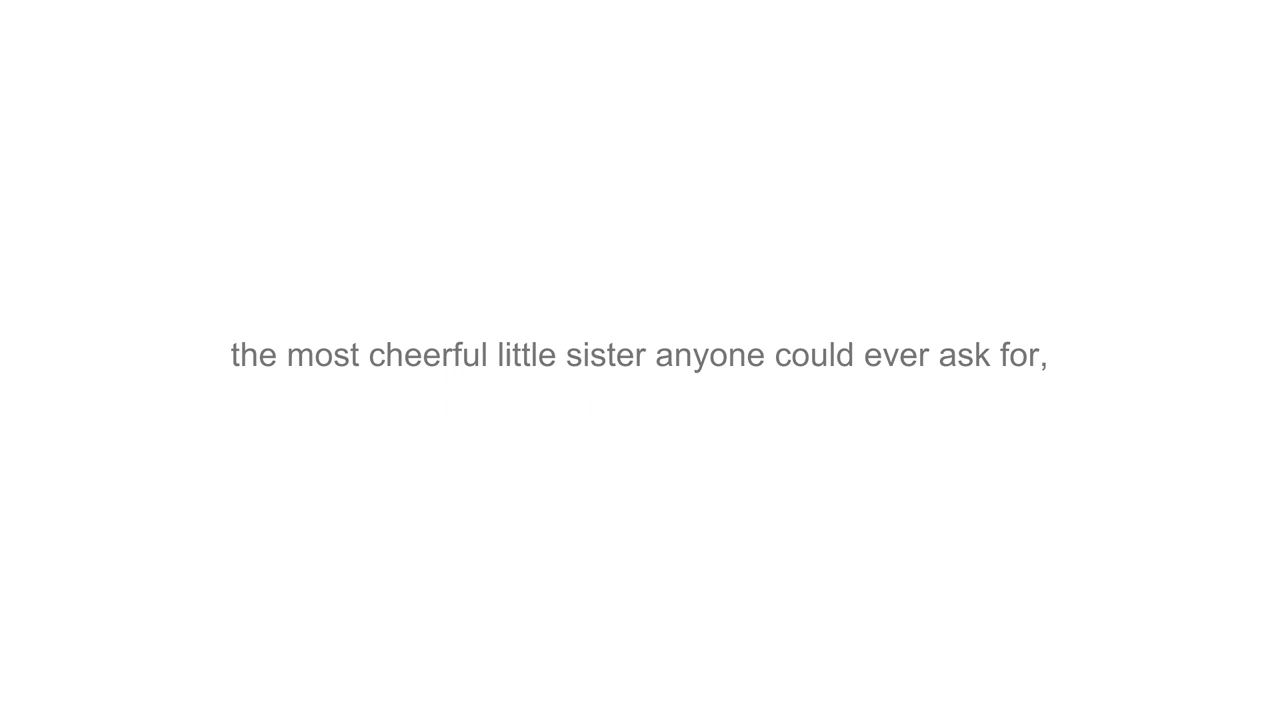 the most cheerful little sister anyone could ever ask for,